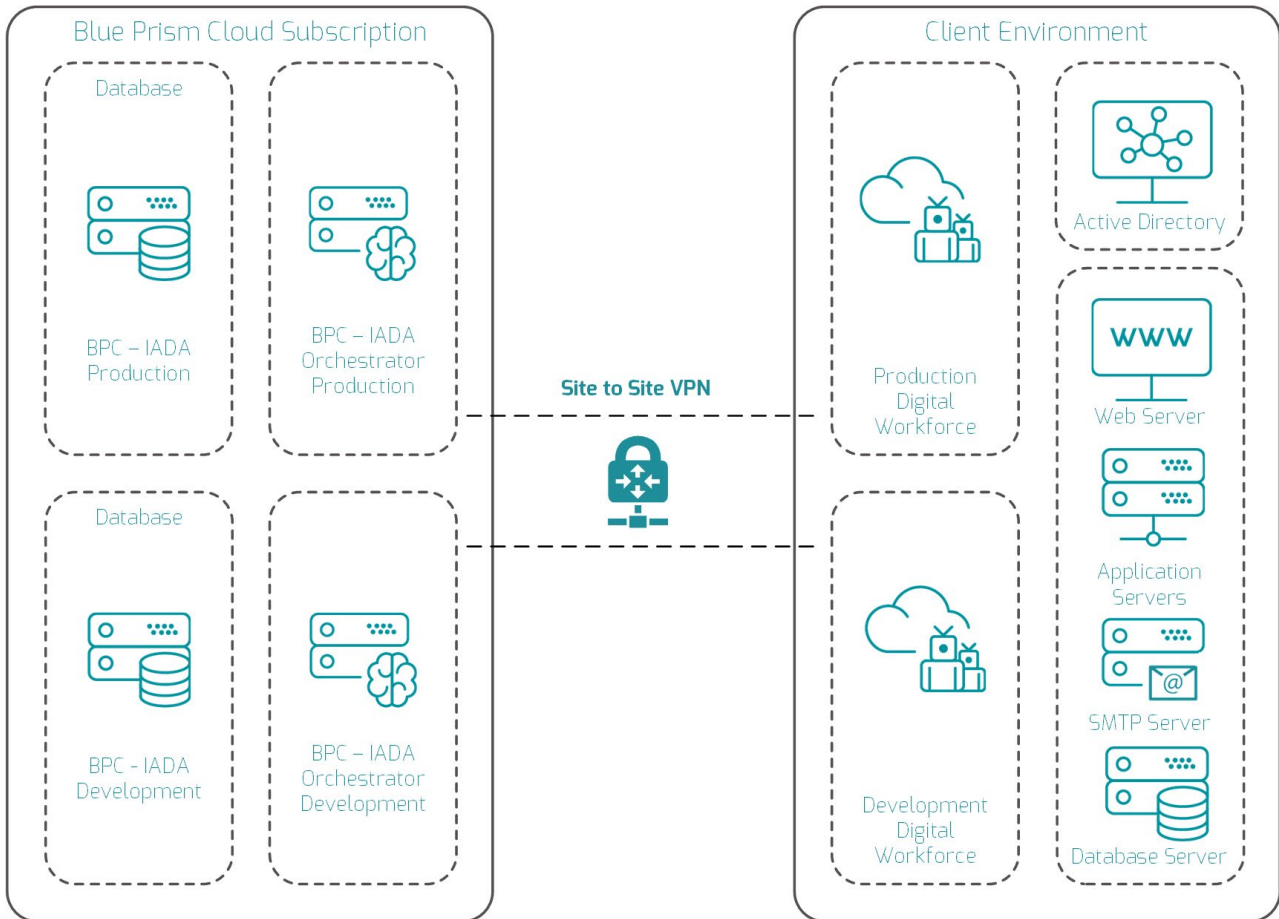 Blue Prism Cloud Subscription
Database
BPC – IADA
Production
BPC – IADA
Orchestrator
Production
Database
BPC - IADA
Development
BPC – IADA
Orchestrator
Development
Site to Site VPN
Client Environment
Production
Digital
Workforce
Development
Digital
Workforce
Active Directory
WWW
Web Server
Application
Servers
@
SMTP Server
Database Server